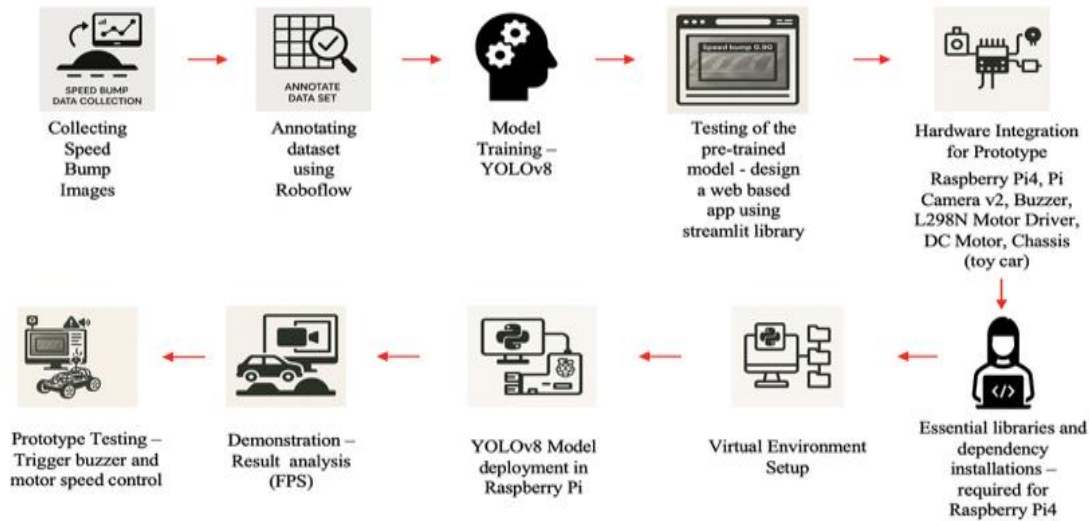 SPEED BUMP
DATA COLLECTION
Collecting
Speed
Bump
Images
ANNOTATE
DATA SET
Annotating
dataset
using
Roboflow
Model
Training –
YOLOv8
Speed bump 0.90
Testing of the
pre-trained
model - design
a web based
app using
streamlit library
Hardware Integration
for Prototype
Raspberry Pi4, Pi
Camera v2, Buzzer,
L298N Motor Driver,
DC Motor, Chassis
(toy car)
Essential libraries and
dependency
installations –
required for
Raspberry Pi4
Virtual Environment
Setup
YOLOv8 Model
deployment in
Raspberry Pi
Demonstration –
Result analysis
(FPS)
Prototype Testing –
Trigger buzzer and
motor speed control